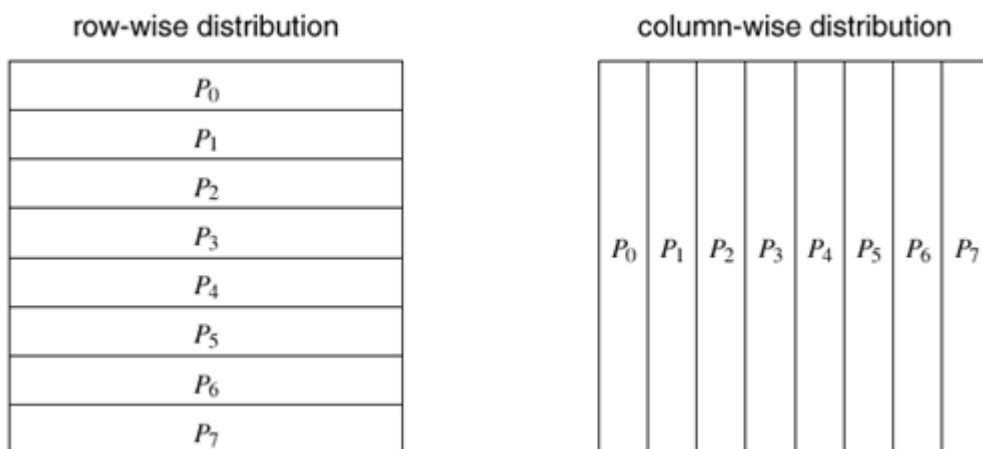 row-wise distribution
P0
P1
P2
P3
P4
P5
P6
P7
column-wise distribution
P0 P1 P2 P3 P4 P5 P6 P7